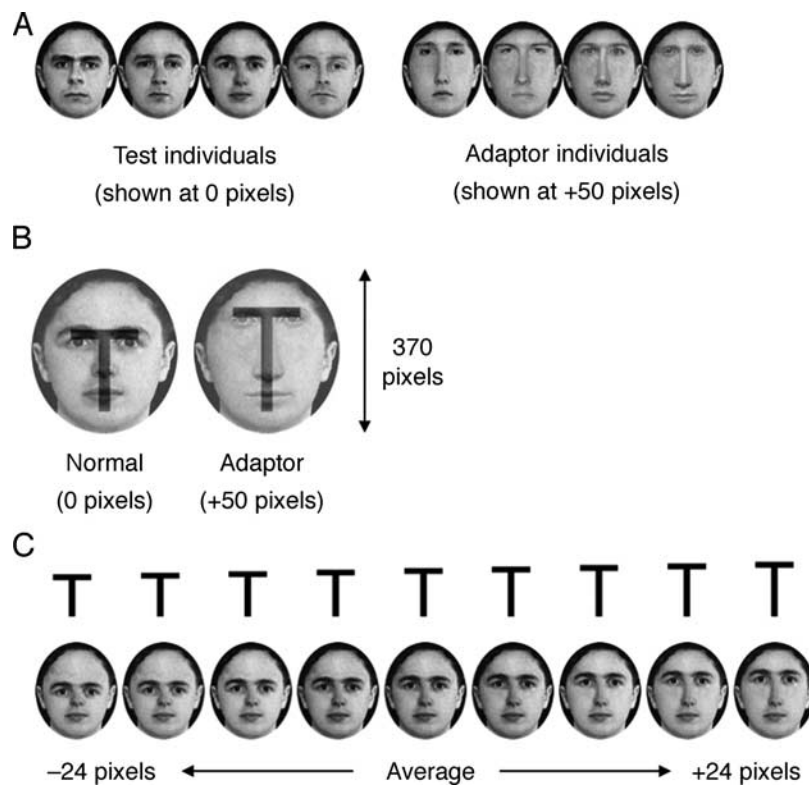 A
Test individuals
(shown at 0 pixels)
Adaptor individuals
(shown at +50 pixels)
B
T
T
370
pixels
Normal
(0 pixels)
Adaptor
(+50 pixels)
C
T T T T T T T T T
−24 pixels
Average
+24 pixels